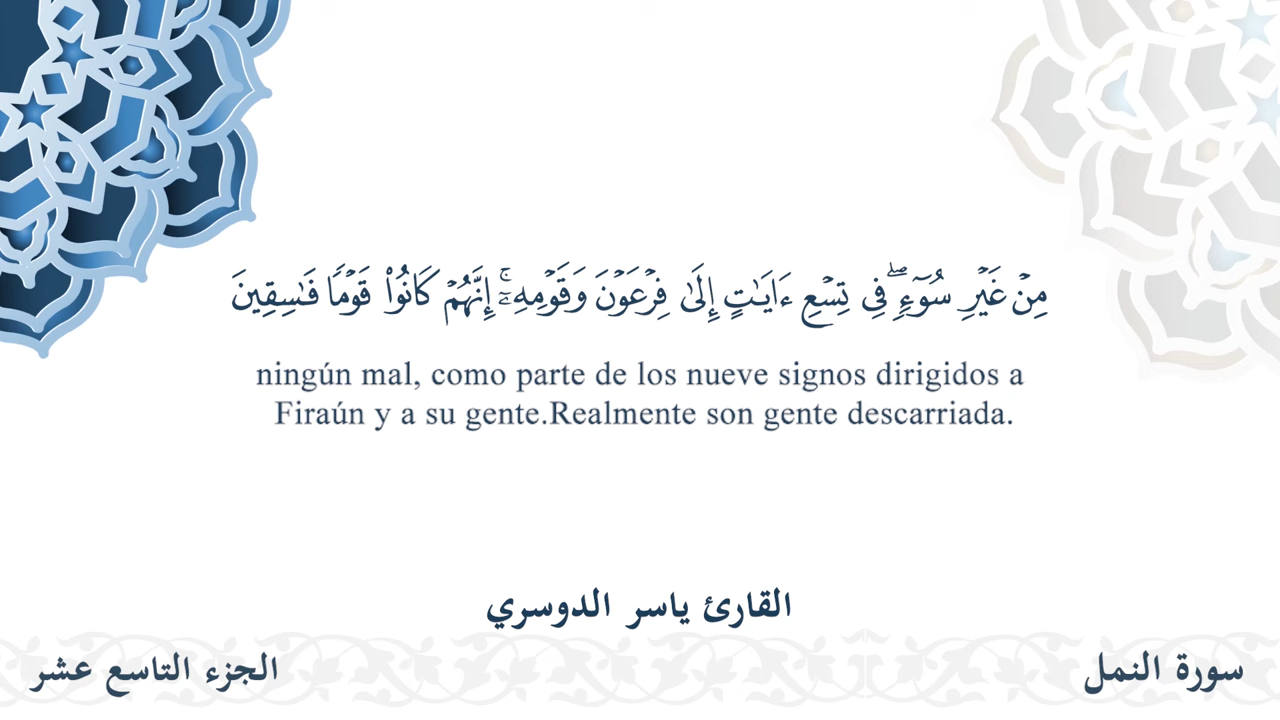 مِنۡ غَيۡرِ سُوٓءٖۖ فِي تِسۡعِ ءَايَٰتٍ إِلَىٰ فِرۡعَوۡنَ وَقَوۡمِهِۦٓۚ إِنَّهُمۡ كَانُواْ قَوۡمٗا فَٰسِقِينَ
ningún mal, como parte de los nueve signos dirigidos a
Firaún y a su gente.Realmente son gente descarriada.
القارئ ياسر الدوسري
سورة النمل
الجزء التاسع عشر